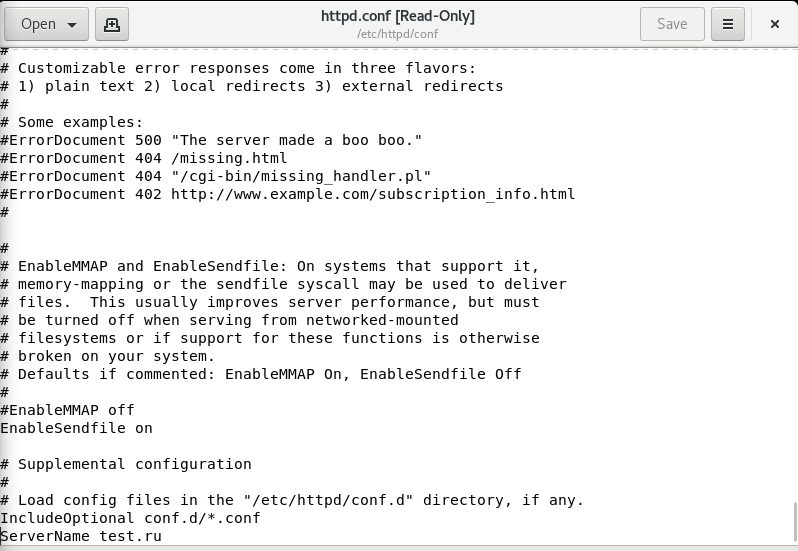 Open
httpd.conf [Read-Only]
/etc/httpd/conf
Save
#
# Customizable error responses come in three flavors:
# 1) plain text 2) local redirects 3) external redirects
#
# Some examples:
#ErrorDocument 500 "The server made a boo boo."
#ErrorDocument 404 /missing.html
#ErrorDocument 404 "/cgi-bin/missing_handler.pl"
#ErrorDocument 402 http://www.example.com/subscription_info.html
#

#
# EnableMMAP and EnableSendfile: On systems that support it,
# memory-mapping or the sendfile syscall may be used to deliver
# files.  This usually improves server performance, but must
# be turned off when serving from networked-mounted
# filesystems or if support for these functions is otherwise
# broken on your system.
# Defaults if commented: EnableMMAP On, EnableSendfile Off
#
#EnableMMAP off
EnableSendfile on

# Supplemental configuration
#
# Load config files in the "/etc/httpd/conf.d" directory, if any.
IncludeOptional conf.d/*.conf
ServerName test.ru